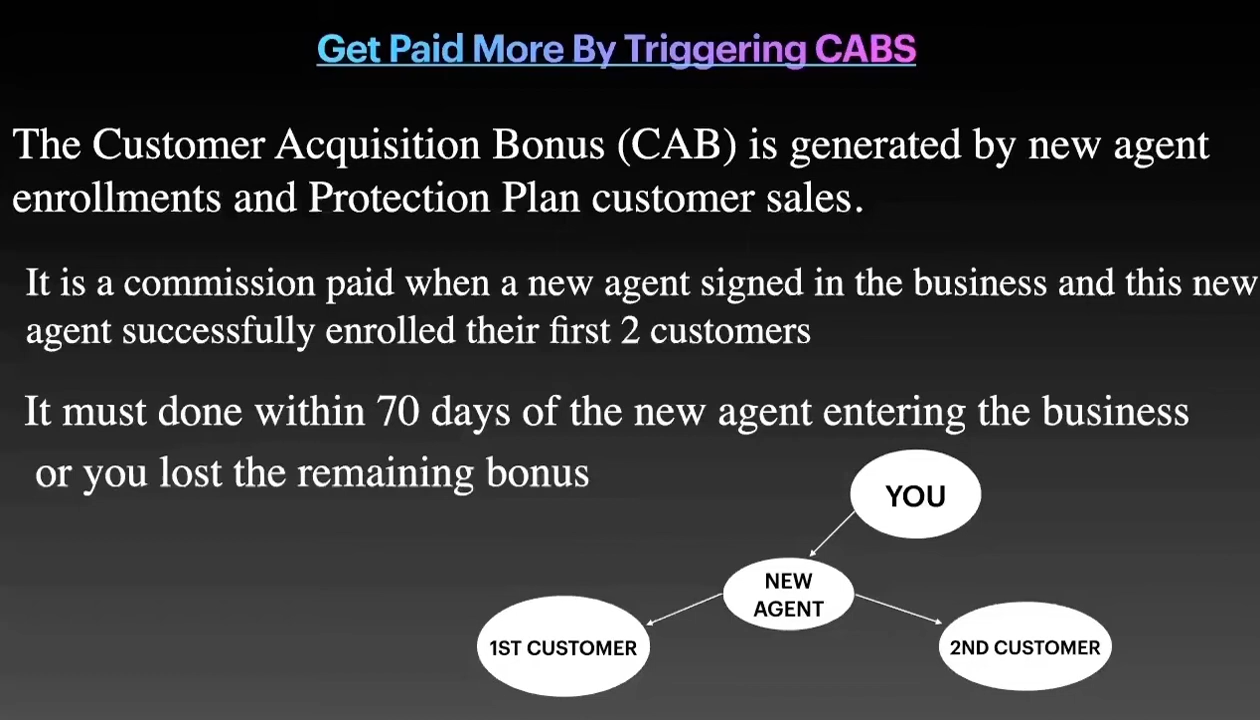 Get Paid More By Triggering CABS
The Customer Acquisition Bonus (CAB) is generated by new agent
enrollments and Protection Plan customer sales.
It is a commission paid when a new agent signed in the business and this new
agent successfully enrolled their first 2 customers
It must done within 70 days of the new agent entering the business
or you lost the remaining bonus
YOU
NEW
AGENT
1ST CUSTOMER
2ND CUSTOMER